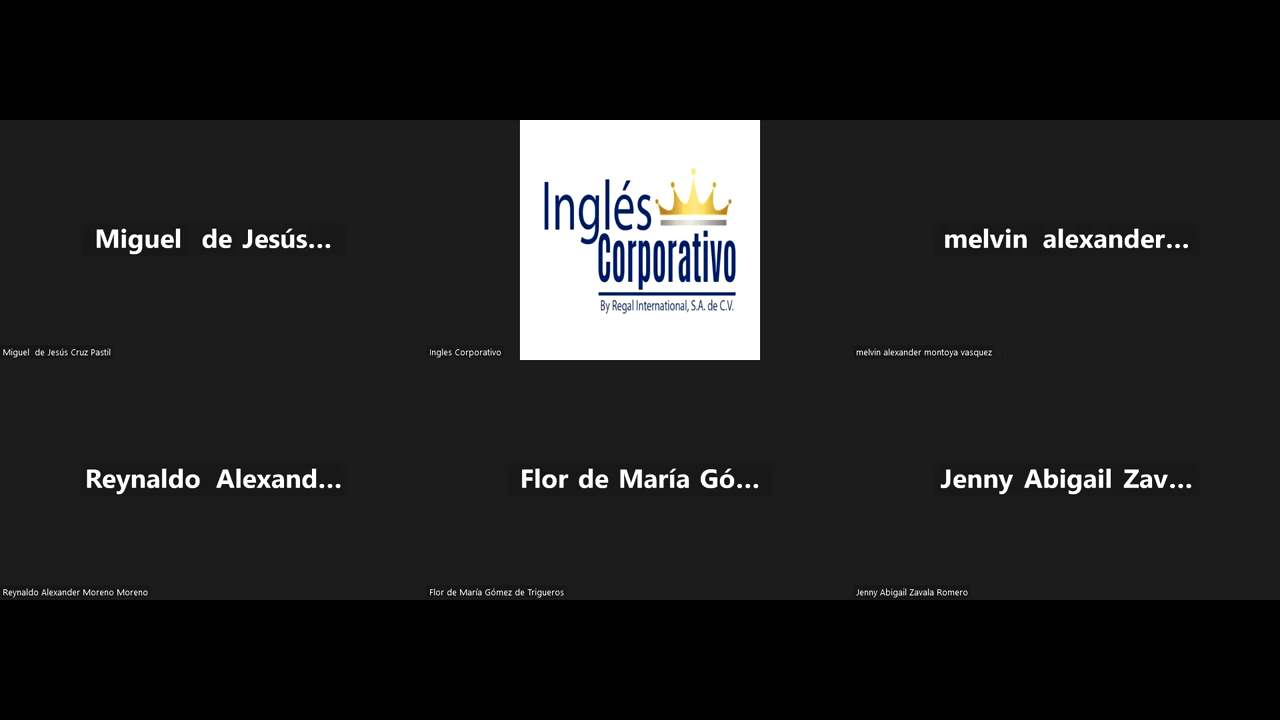 Miguel de Jesús...
Miguel de Jesús Cruz Pastil
Inglés
Corporativo
By Regal International, S.A. de C.V.
Ingles Corporativo
melvin alexander...
melvin alexander montoya vasquez
Reynaldo Alexand...
Reynaldo Alexander Moreno Moreno
Flor de María Gó...
Flor de María Gómez de Trigueros
Jenny Abigail Zav...
Jenny Abigail Zavala Romero